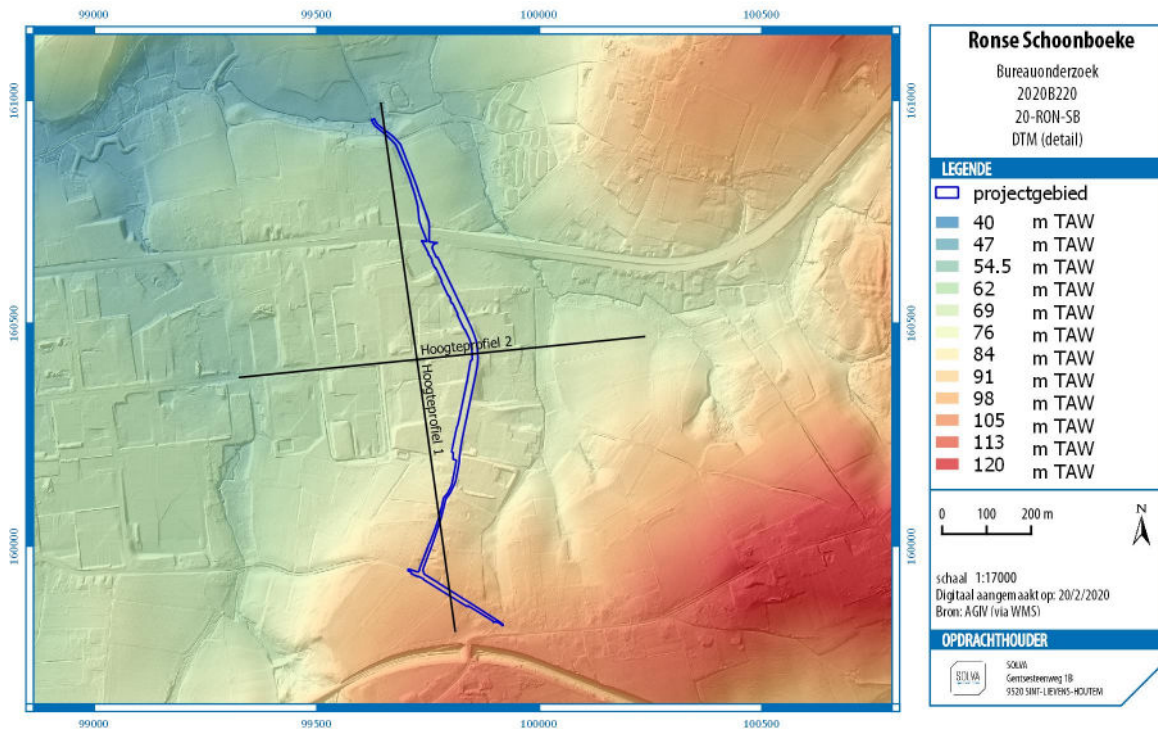 99000 99500 100000 100500
161000 161000
160500 160500
160000 160000
Hoogteprofiel 2
Hoogteprofiel 1
99000 99500 100000 100500
Ronse Schoonboeke
Bureauonderzoek
2020B220
20-RON-SB
DTM (detail)
LEGENDE
projectgebied
40 m TAW
47 m TAW
54.5 m TAW
62 m TAW
69 m TAW
76 m TAW
84 m TAW
91 m TAW
98 m TAW
105 m TAW
113 m TAW
120 m TAW
0 100 200 m
N
schaal 1:17000
Digitaal aangemaakt op: 20/2/2020
Bron: AGIV (via WMS)
OPDRACHTHOUDER
SOLVA
SOLVA
Gentsesteenweg 1B
9520 SINT-LIEVENS-HOUTEM